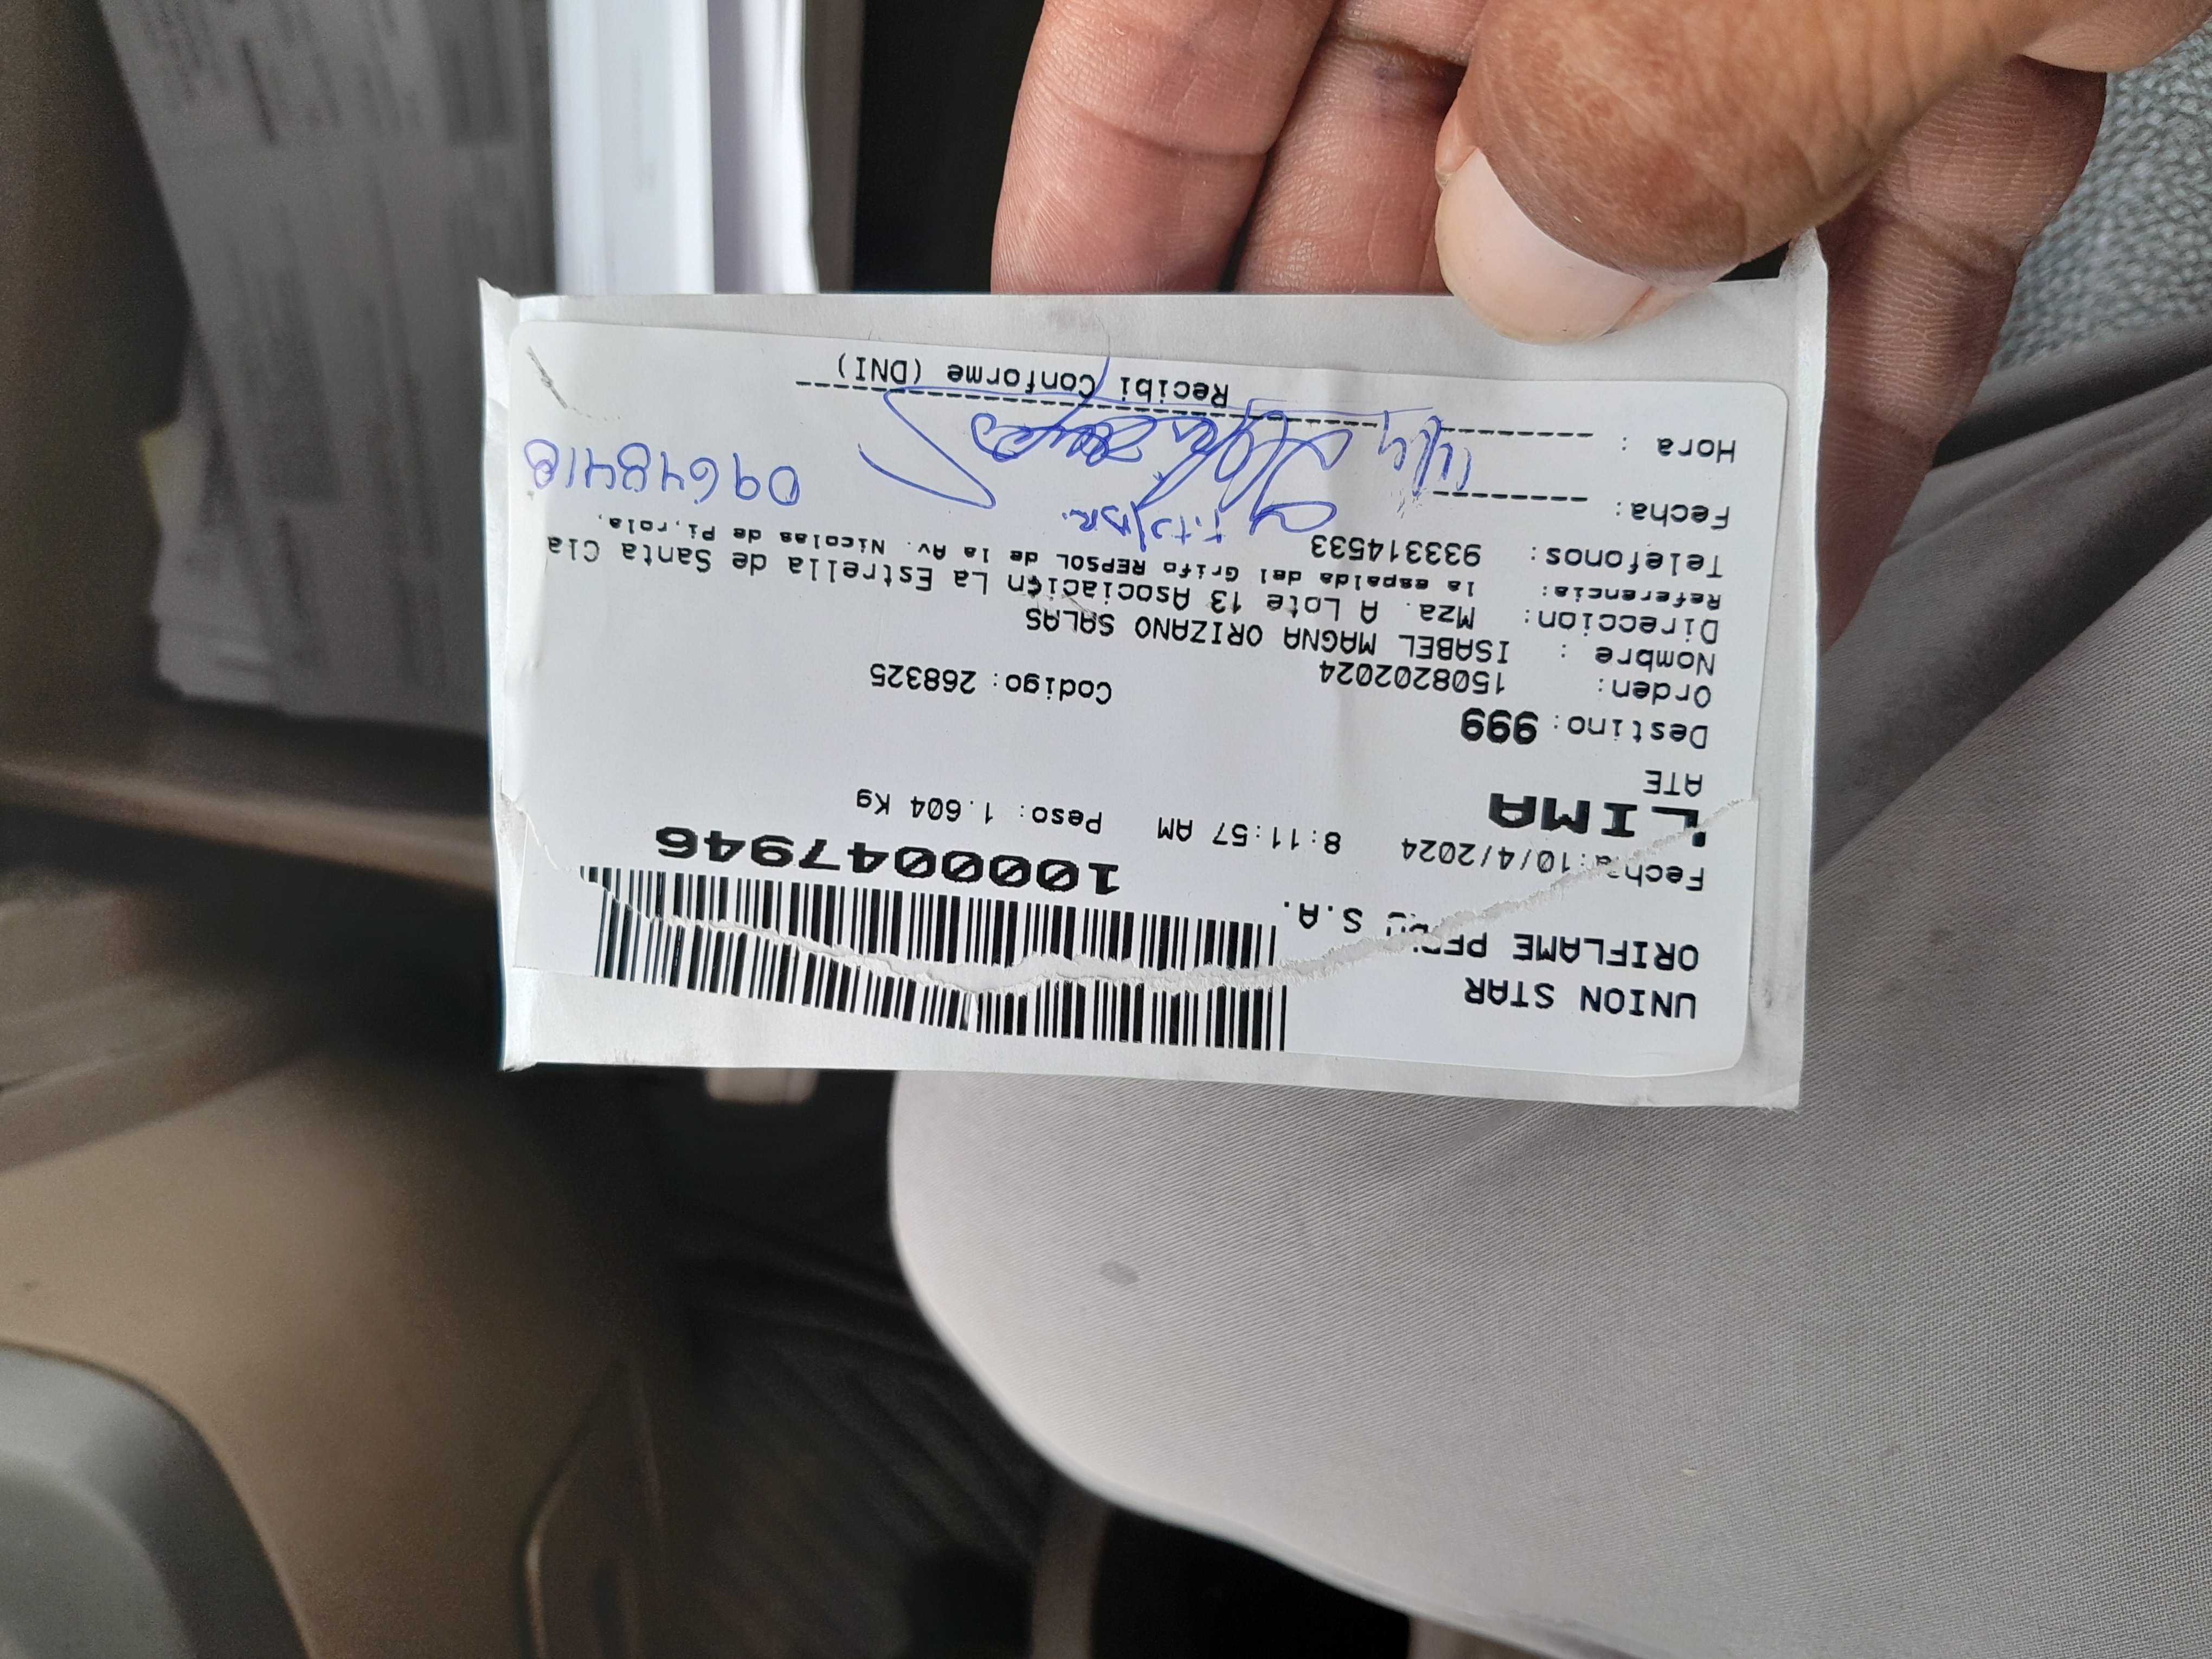 UNION STAR
ORIFLAME PERU S.A.
Fecha:10/4/2024 8:11:57 AM Peso: 1.604 Kg
1000047946
LIMA
ATE
Destino: 999
Orden: 1508202024 Codigo: 268325
Nombre : ISABEL MAGNA ORIZANO SALAS
Direccion: Mza. A Lote 13 Asociación La Estrella de Santa Cla
Referencia: la espalda del Grifo REPSOL de la Av. Nicolas de Pi,rola,
Telefonos: 933314533
Fecha:
09648418
Hora :
Recibi Conforme (DNI)